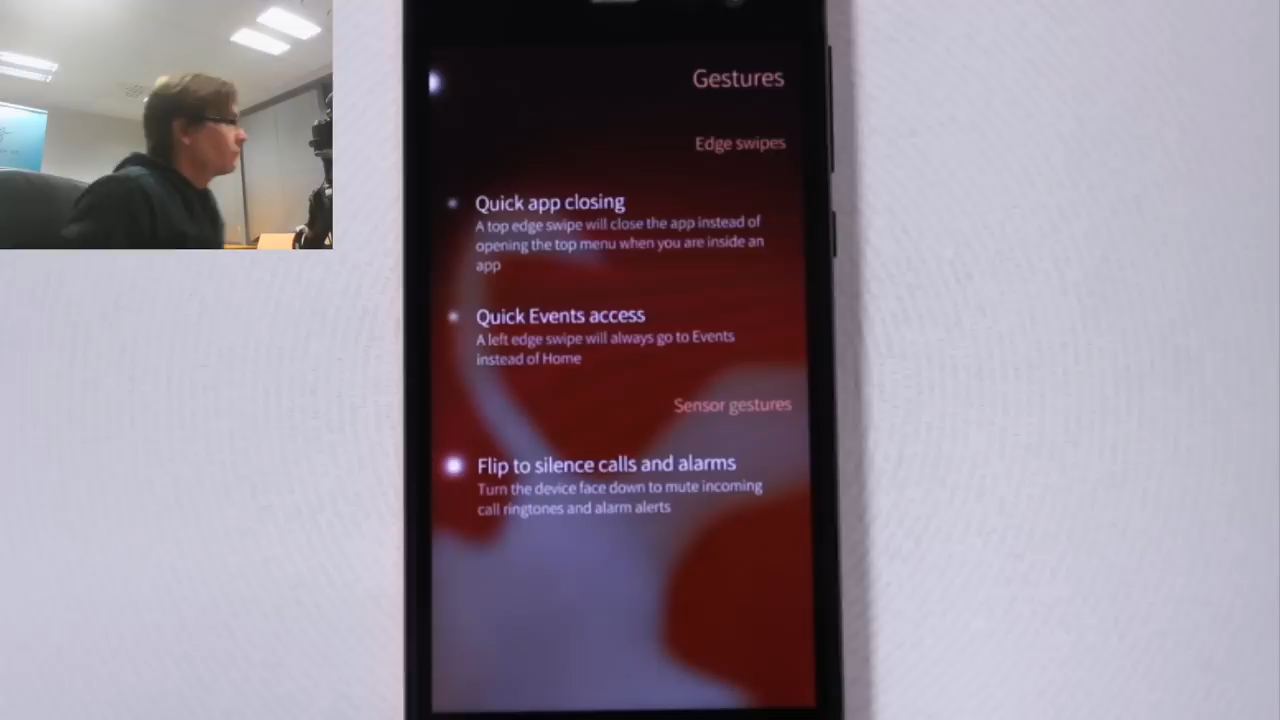 Gestures
Edge swipes
Quick app closing
A top edge swipe will close the app instead of
opening the top menu when you are inside an
app
Quick Events access
A left edge swipe will always go to Events
instead of Home
Sensor gestures
Flip to silence calls and alarms
Turn the device face down to mute incoming
call ringtones and alarm alerts